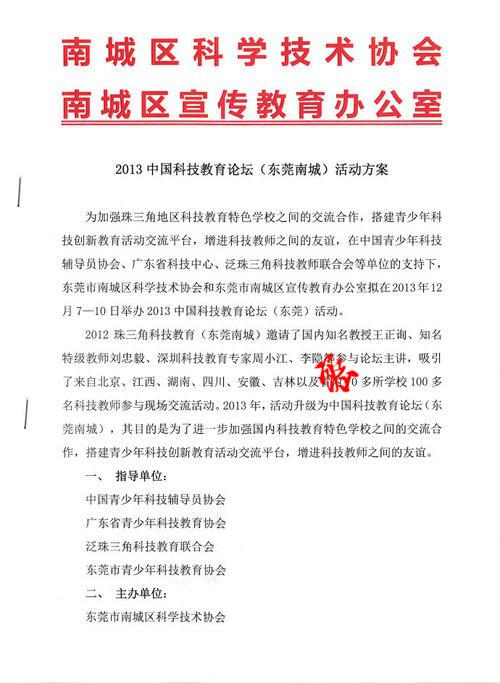 南城区科学技术协会
南城区宣传教育办公室
2013中国科技教育论坛（东莞南城）活动方案
为加强珠三角地区科技教育特色学校之间的交流合作，搭建青少年科
技创新教育活动交流平台，增进科技教师之间的友谊，在中国青少年科技
辅导员协会、广东省科技中心、泛珠三角科技教师联合会等单位的支持下，
东莞市南城区科学技术协会和东莞市南城区宣传教育办公室拟在2013年12
月7—10日举办2013中国科技教育论坛（东莞）活动。
2012珠三角科技教育（东莞南城）邀请了国内知名教授王正询、知名
特级教师刘忠毅、深圳科技教育专家周小江、李隐参与论坛主讲，吸引
了来自北京、江西、湖南、四川、安徽、吉林以及0多所学校100多
名科技教师参与现场交流活动。2013年，活动升级为中国科技教育论坛（东
莞南城），其目的是为了进一步加强国内科技教育特色学校之间的交流合
作，搭建青少年科技创新教育活动交流平台，增进科技教师之间的友谊。
一、指导单位：
中国青少年科技辅导员协会
广东省青少年科技教育协会
泛珠三角科技教育联合会
东莞市青少年科技教育协会
二、主办单位：
东莞市南城区科学技术协会